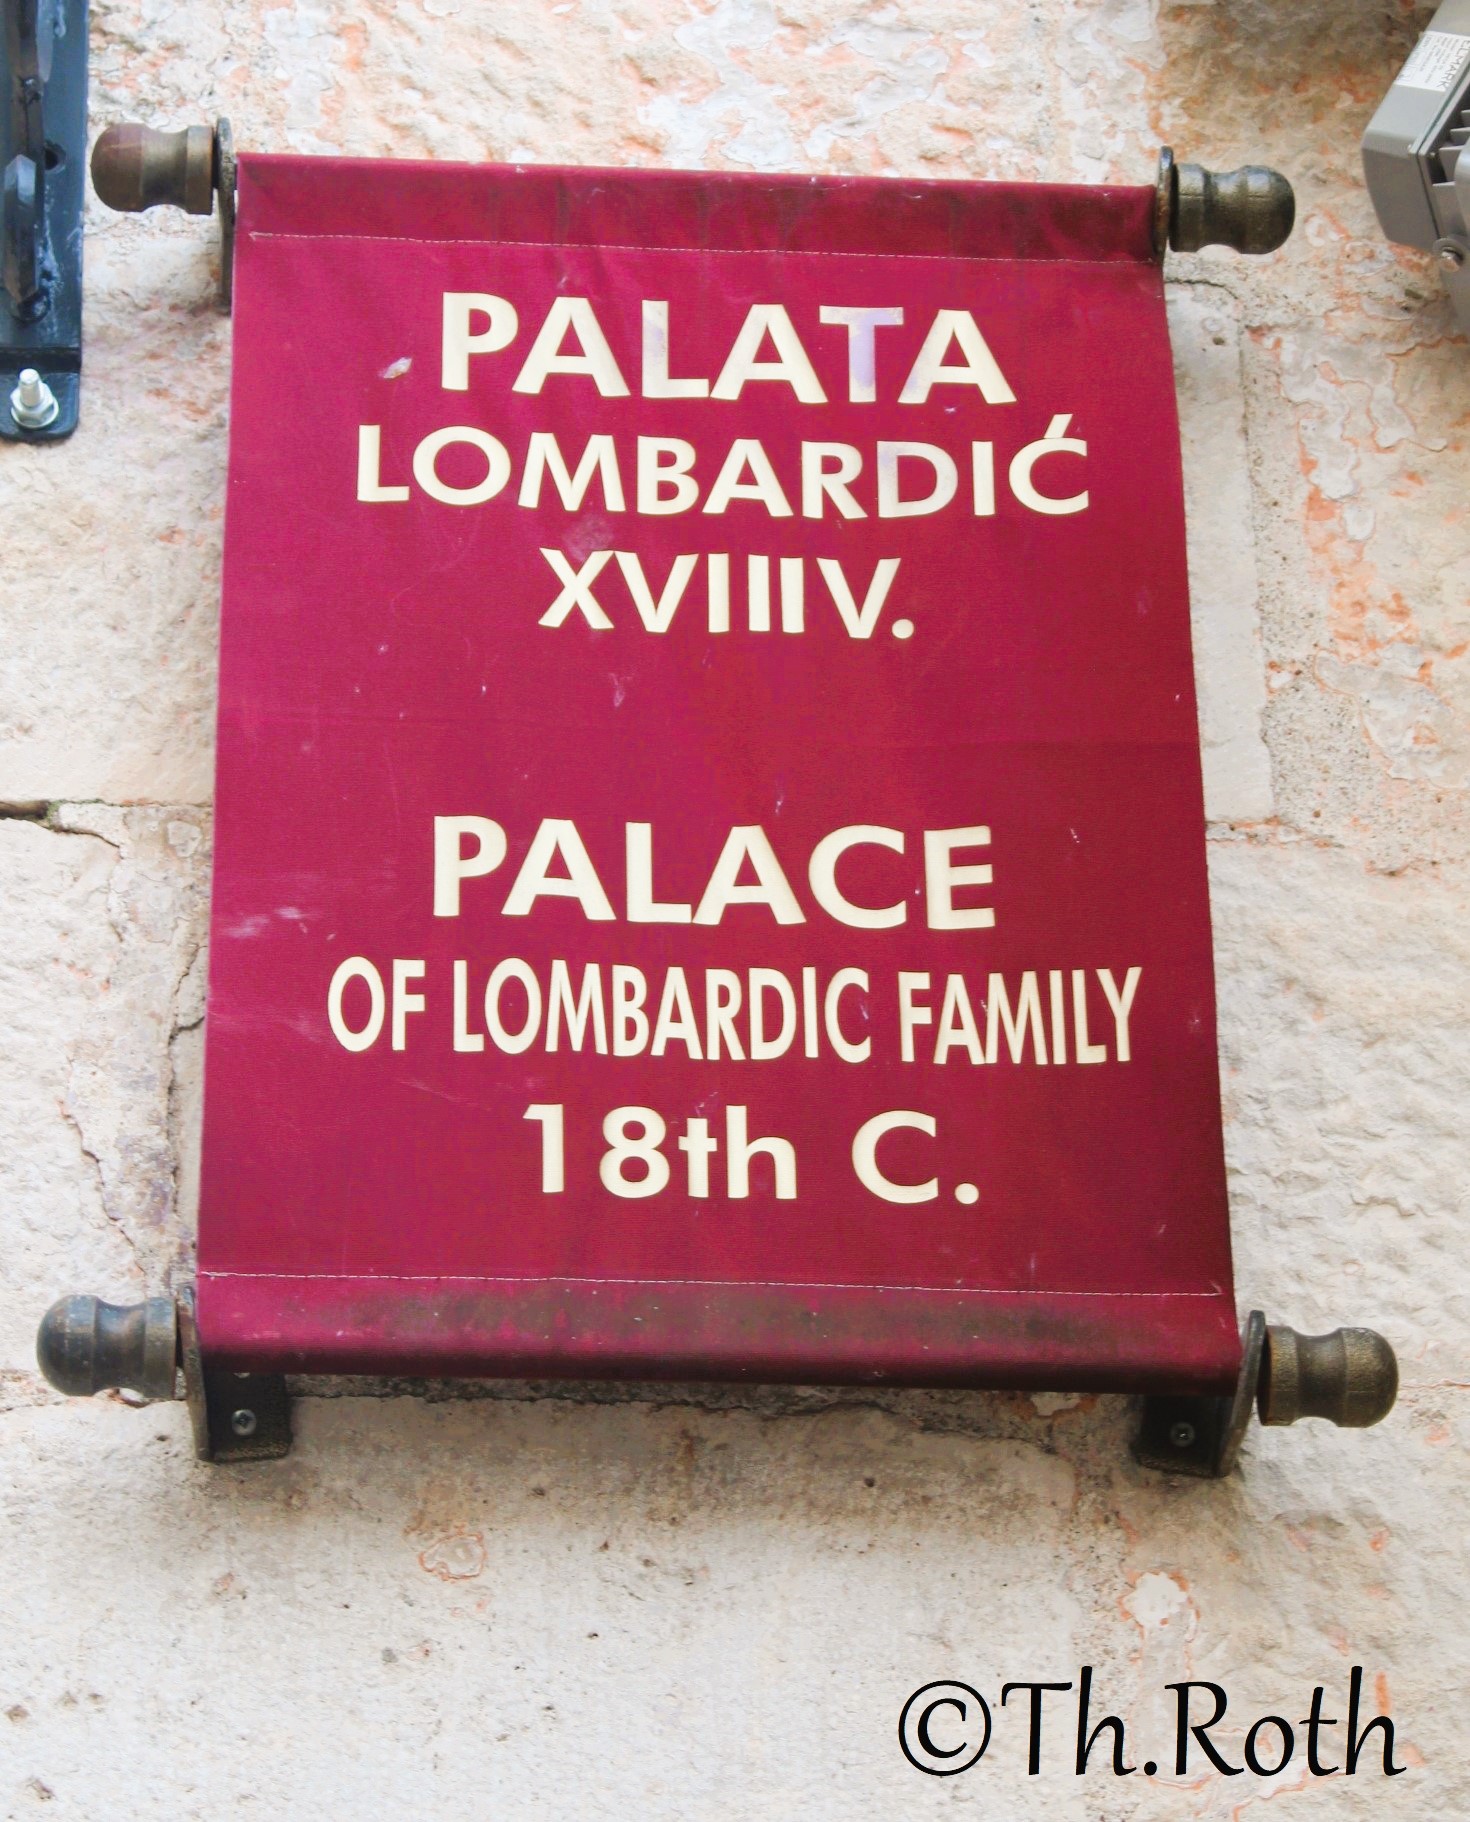 PALATA
LOMBARDIĆ
XVIIIV.
PALACE
OF LOMBARDIC FAMILY
18th C.
©Th.Roth